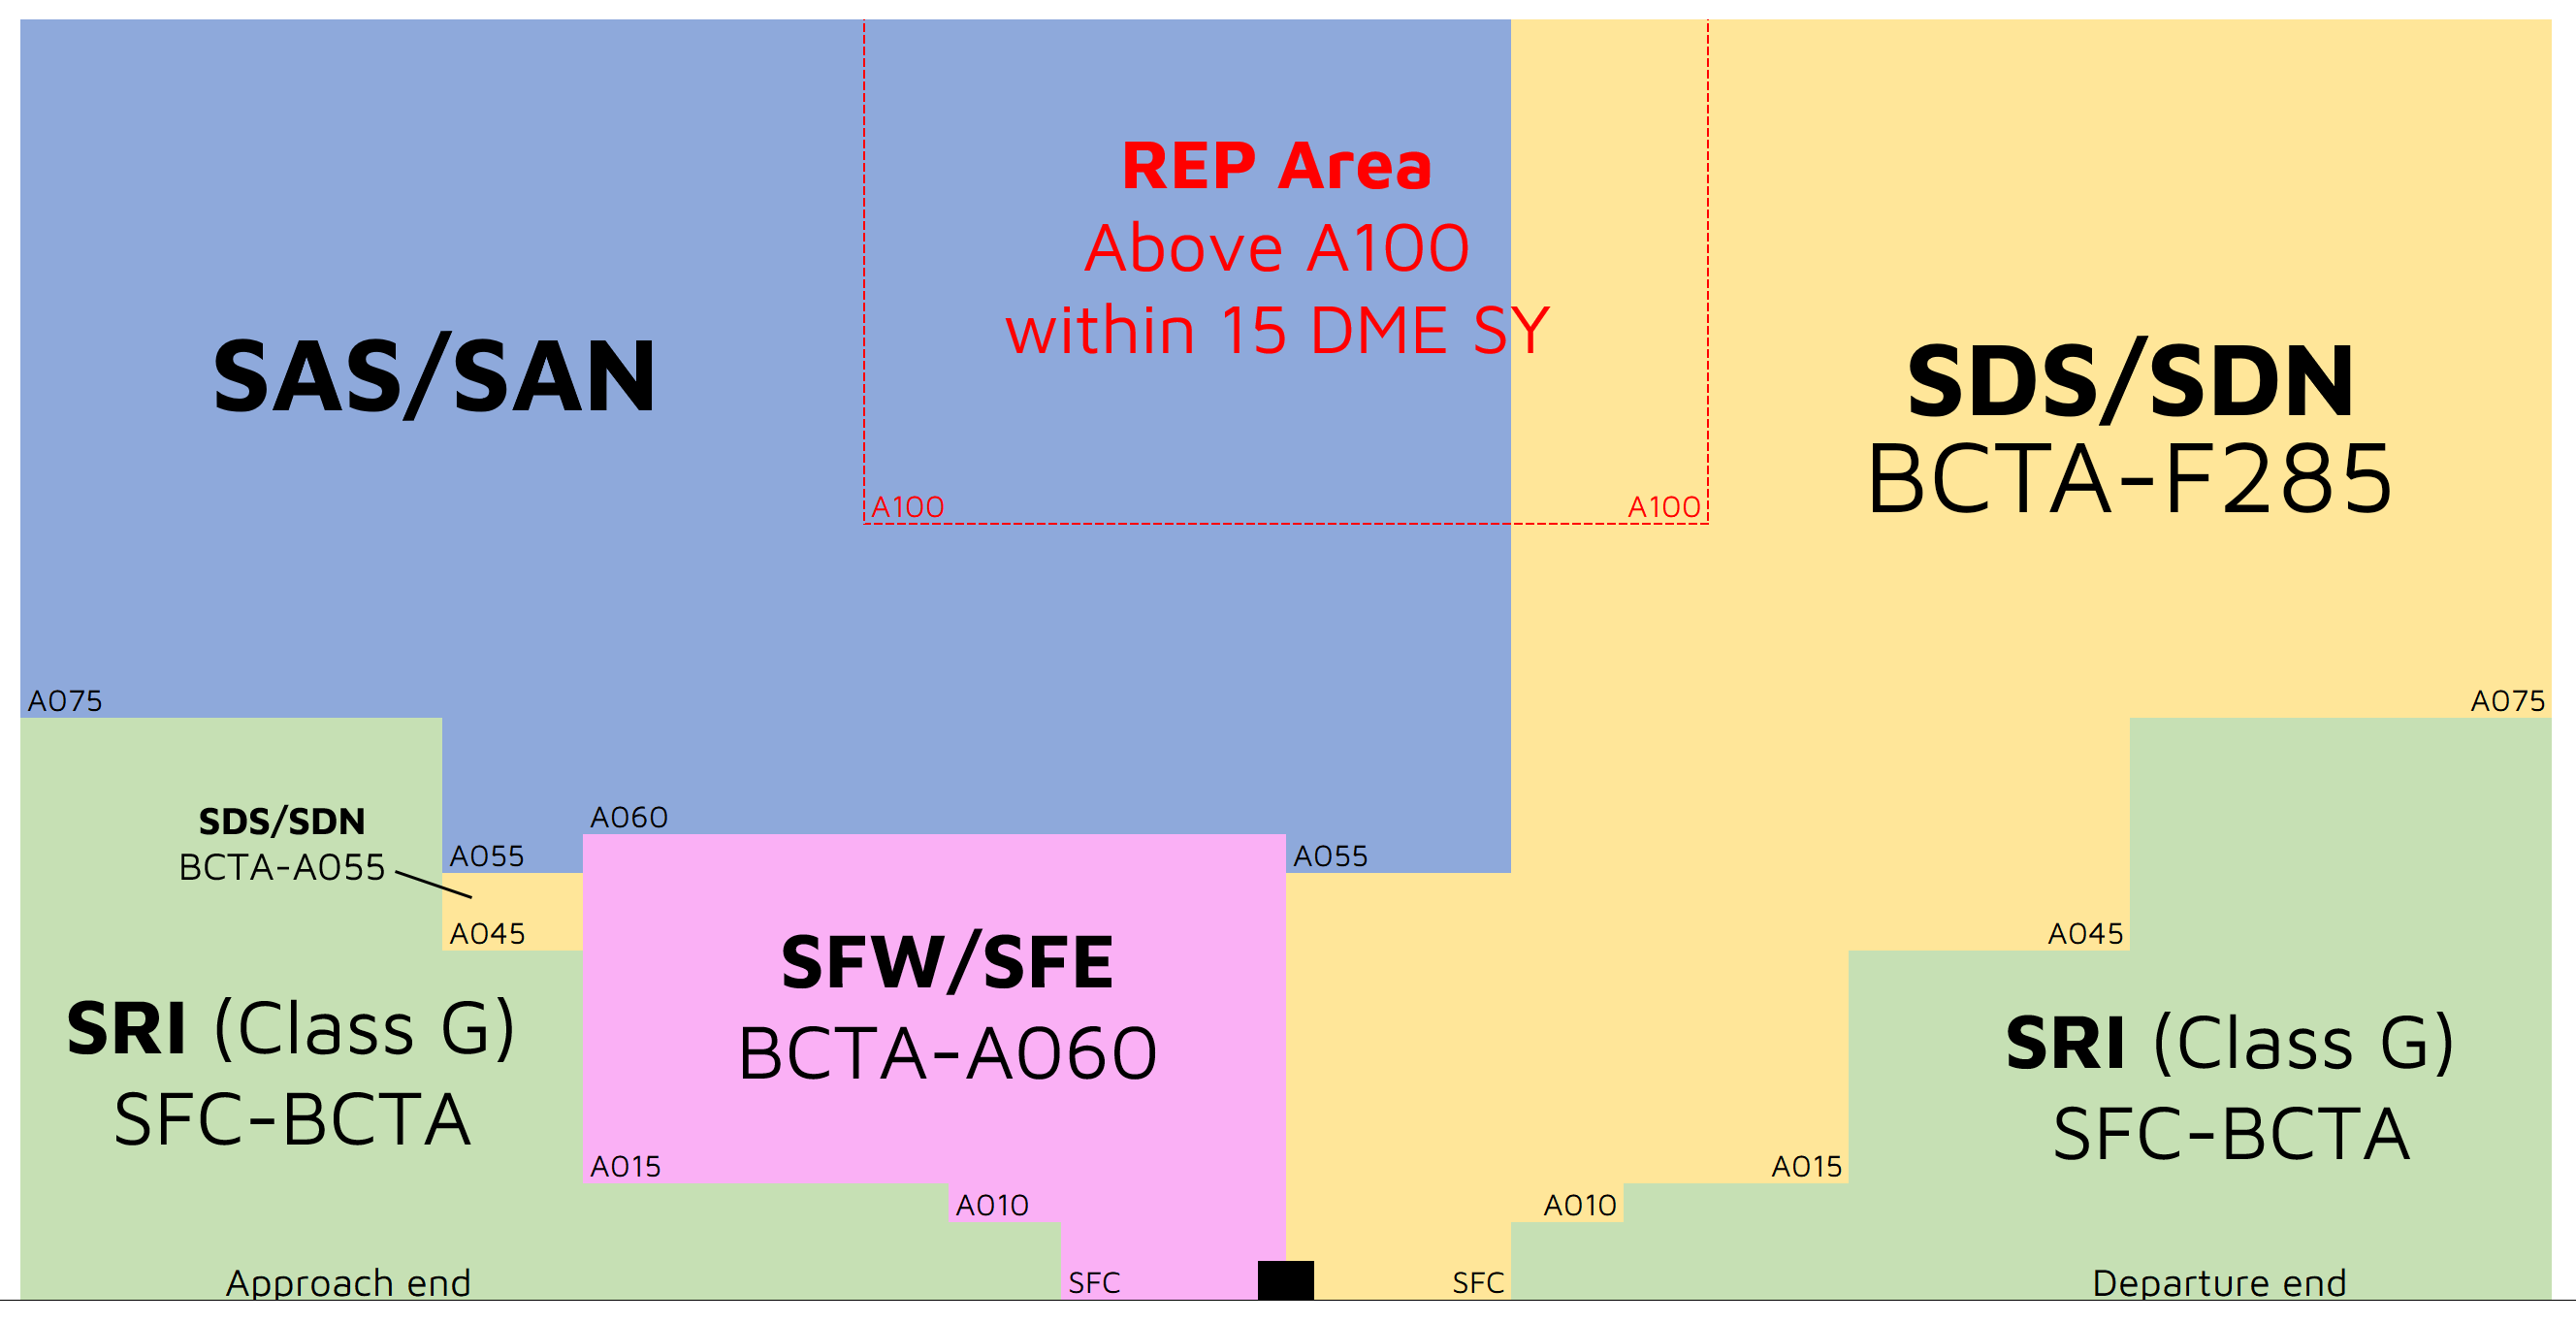 REP Area
Above A100
within 15 DME SY
SAS/SAN
SDS/SDN
BCTA-F285
A100
A100
A075
A075
SDS/SDN
BCTA-A055
A060
A055
A055
A045
A045
SFW/SFE
BCTA-A060
SRI (Class G)
SFC-BCTA
SRI (Class G)
SFC-BCTA
A015
A015
A010
A010
Approach end
SFC
SFC
Departure end